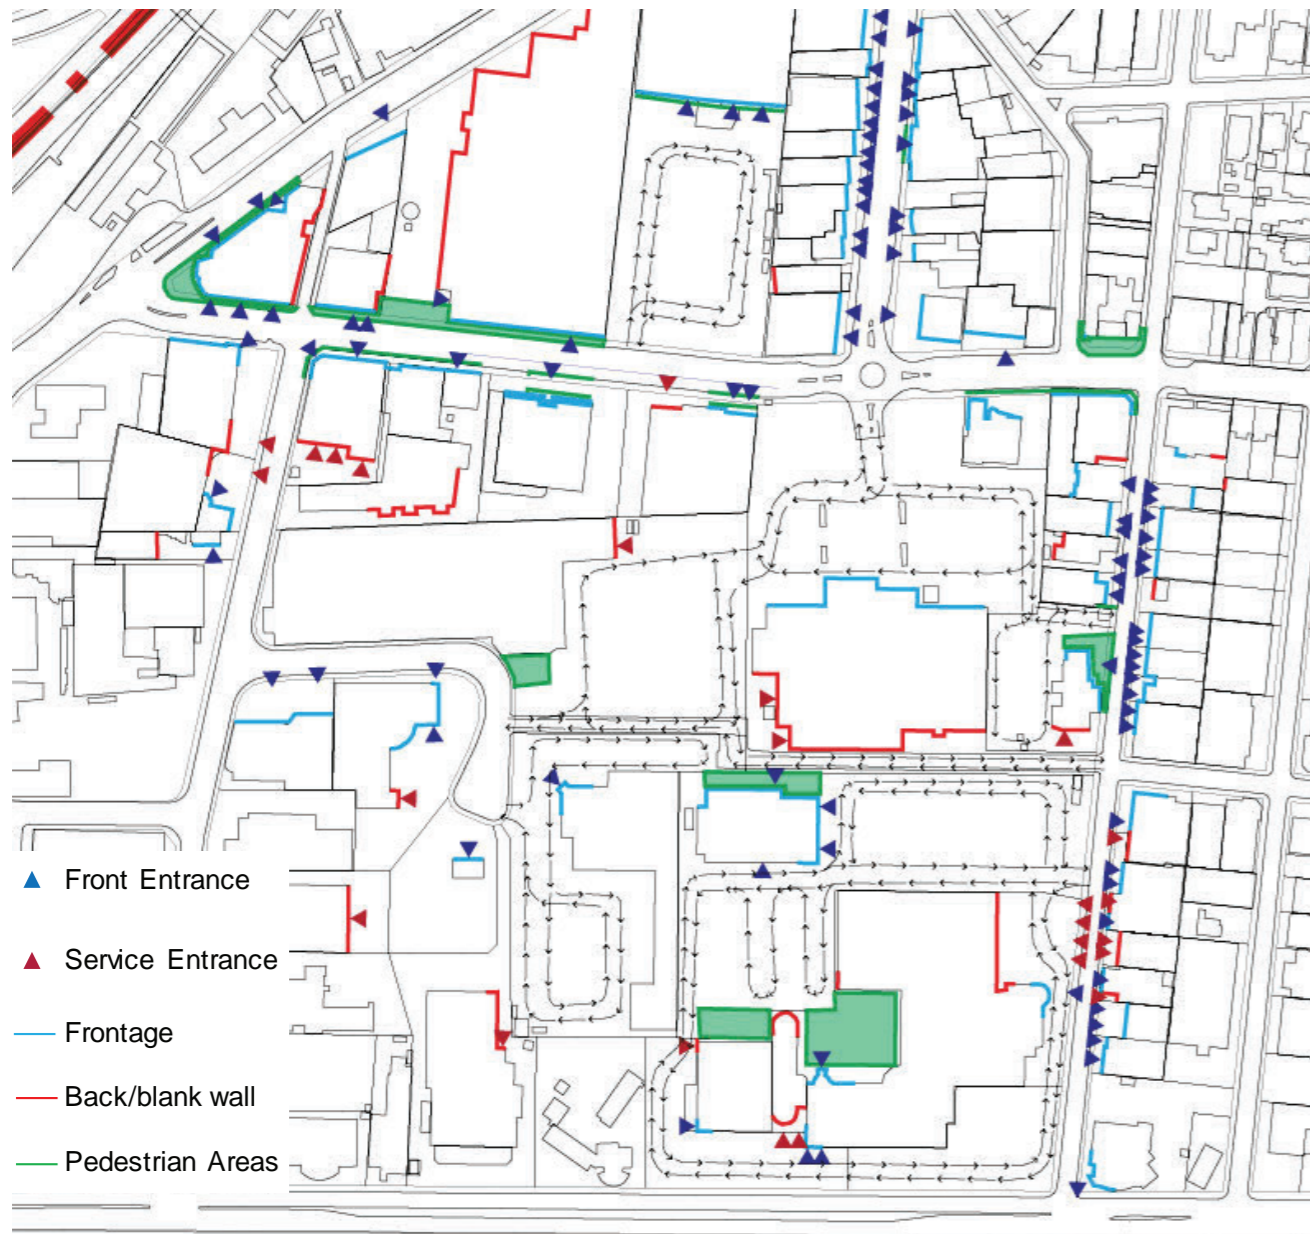 Front Entrance
Service Entrance
Frontage
Back/blank wall
Pedestrian Areas